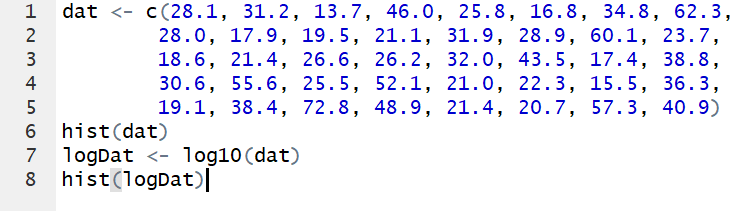 1 dat <- c(28.1, 31.2, 13.7, 46.0, 25.8, 16.8, 34.8, 62.3,
2         28.0, 17.9, 19.5, 21.1, 31.9, 28.9, 60.1, 23.7,
3         18.6, 21.4, 26.6, 26.2, 32.0, 43.5, 17.4, 38.8,
4         30.6, 55.6, 25.5, 52.1, 21.0, 22.3, 15.5, 36.3,
5         19.1, 38.4, 72.8, 48.9, 21.4, 20.7, 57.3, 40.9)
6 hist(dat)
7 logDat <- log10(dat)
8 hist(logDat)